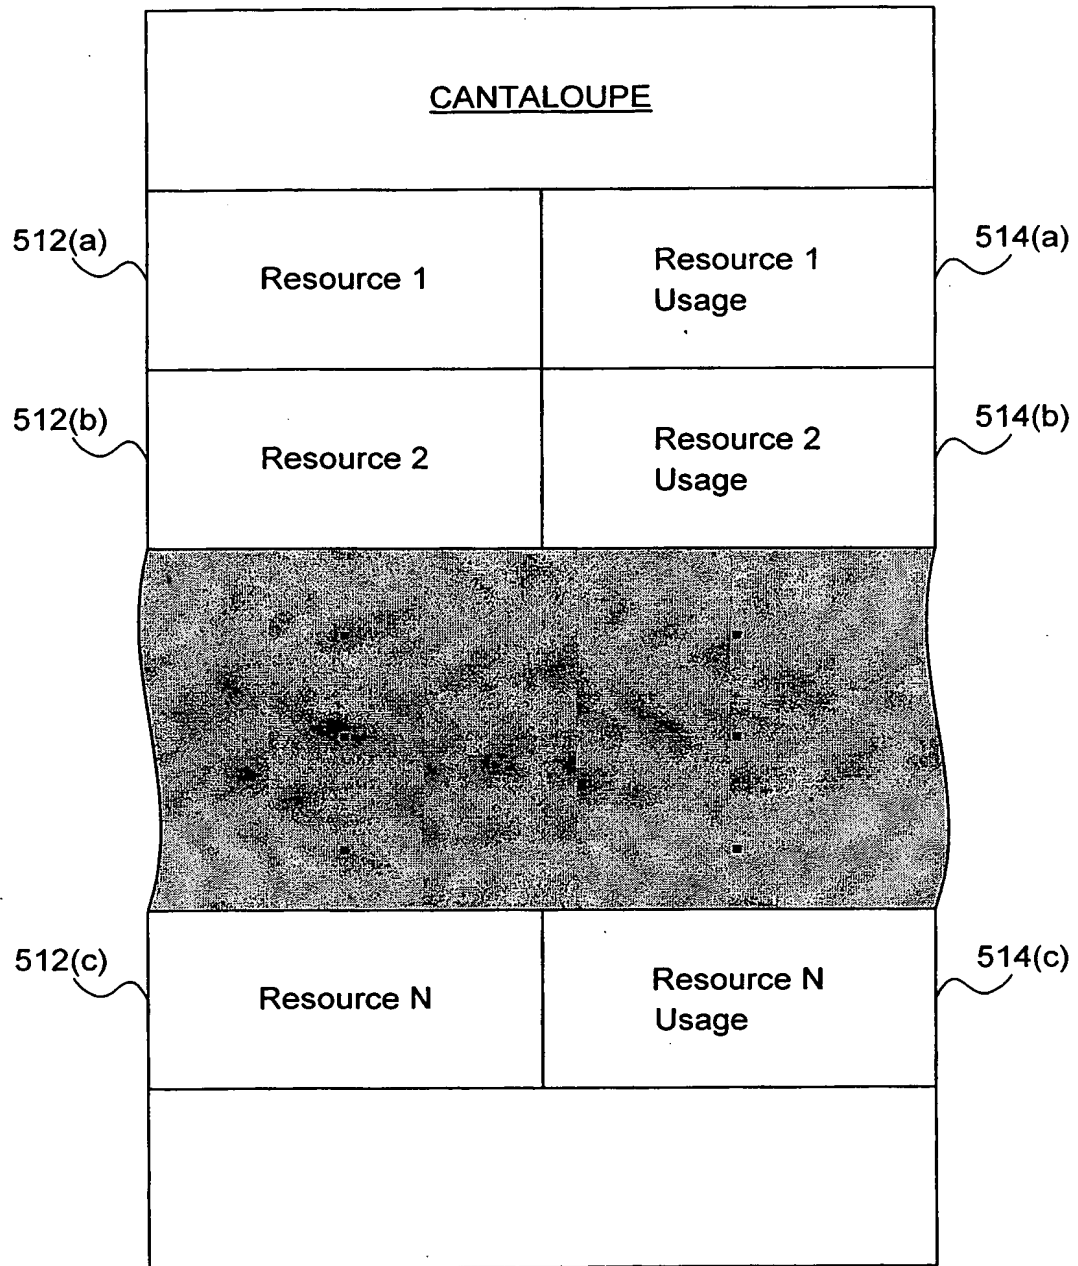 CANTALOUPE
512(a)
Resource 1
Resource 1
Usage
514(a)
512(b)
Resource 2
Resource 2
Usage
514(b)
512(c)
Resource N
Resource N
Usage
514(c)